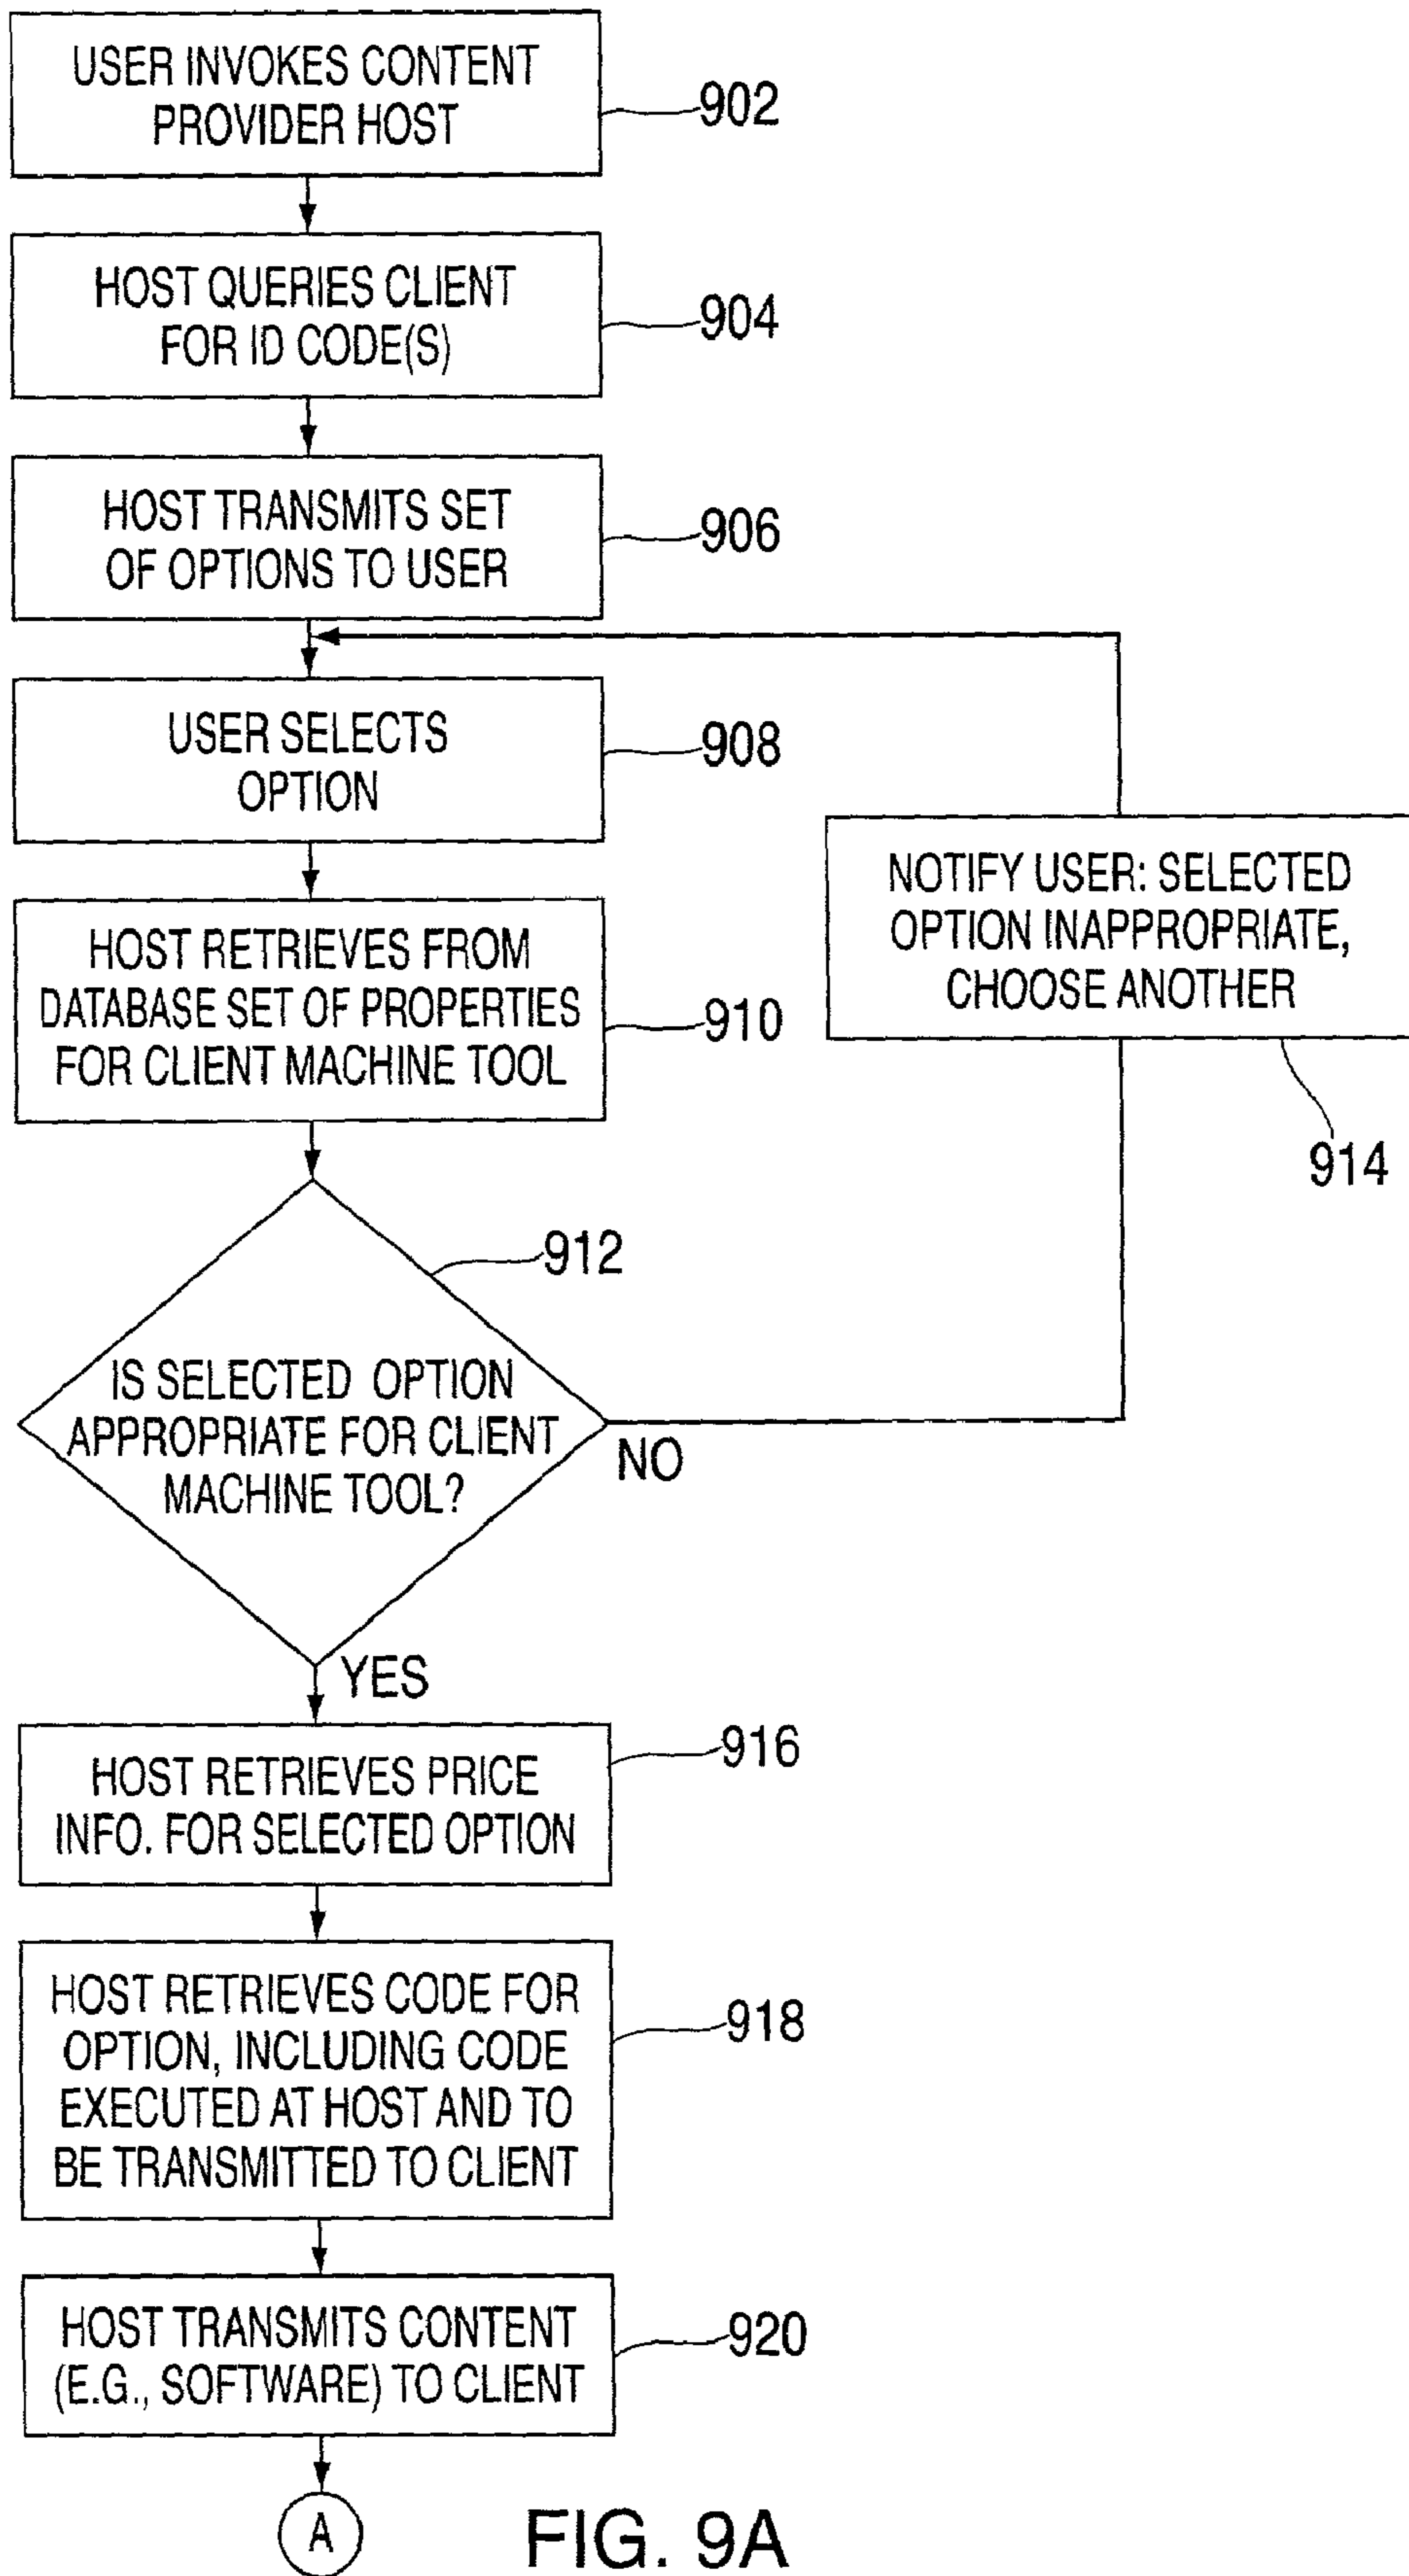 USER INVOKES CONTENT
PROVIDER HOST
902
HOST QUERIES CLIENT
FOR ID CODE(S)
904
HOST TRANSMITS SET
OF OPTIONS TO USER
906
USER SELECTS
OPTION
908
HOST RETRIEVES FROM
DATABASE SET OF PROPERTIES
FOR CLIENT MACHINE TOOL
910
NOTIFY USER: SELECTED
OPTION INAPPROPRIATE,
CHOOSE ANOTHER
914
912
IS SELECTED OPTION
APPROPRIATE FOR CLIENT
MACHINE TOOL?
NO
YES
HOST RETRIEVES PRICE
INFO. FOR SELECTED OPTION
916
HOST RETRIEVES CODE FOR
OPTION, INCLUDING CODE
EXECUTED AT HOST AND TO
BE TRANSMITTED TO CLIENT
918
HOST TRANSMITS CONTENT
(E.G., SOFTWARE) TO CLIENT
920
A
FIG. 9A